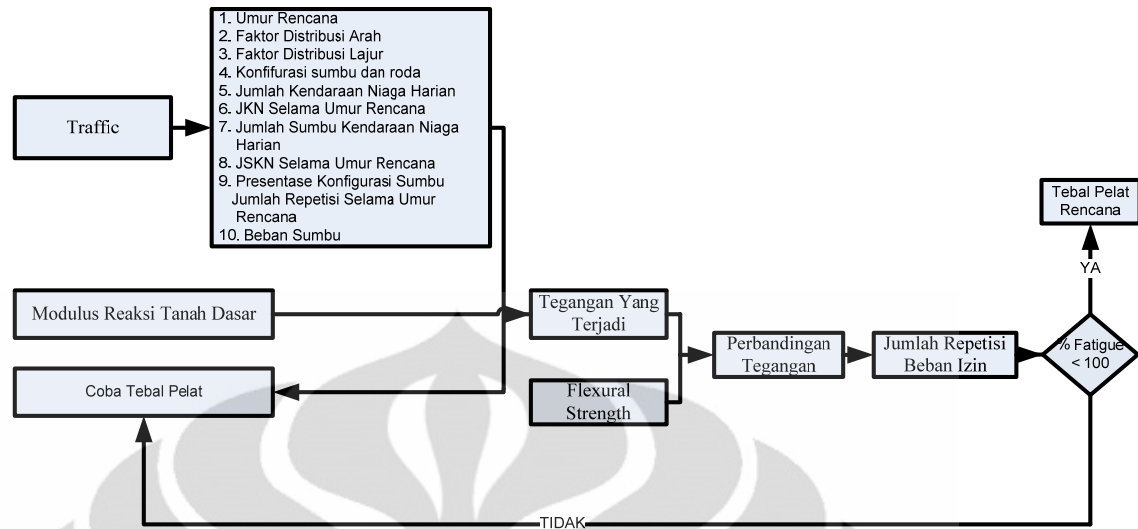 Traffic
1. Umur Rencana
2. Faktor Distribusi Arah
3. Faktor Distribusi Lajur
4. Konfifurasi sumbu dan roda
5. Jumlah Kendaraan Niaga Harian
6. JKN Selama Umur Rencana
7. Jumlah Sumbu Kendaraan Niaga
Harian
8. JSKN Selama Umur Rencana
9. Presentase Konfigurasi Sumbu
Jumlah Repetisi Selama Umur
Rencana
10. Beban Sumbu
Tebal Pelat
Rencana
YA
Modulus Reaksi Tanah Dasar
Tegangan Yang
Terjadi
Perbandingan
Tegangan
Jumlah Repetisi
Beban Izin
% Fatigue
< 100
Coba Tebal Pelat
Flexural
Strength
TIDAK